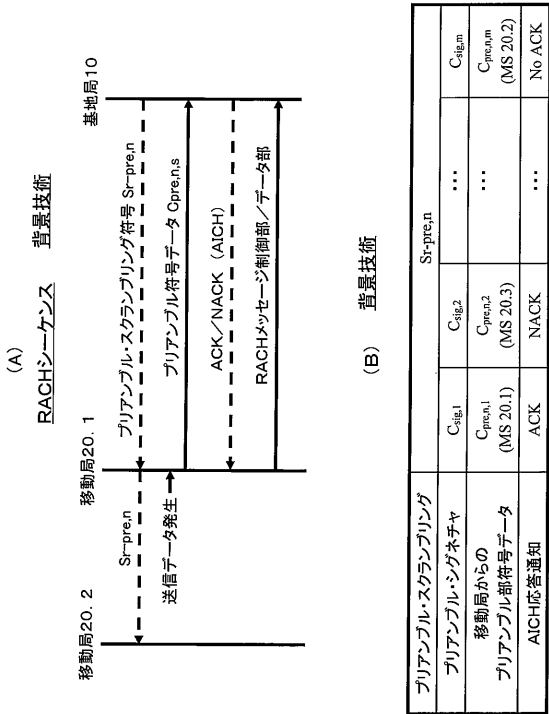 (A)
RACHシーケンス 背景技術
移動局20．2
移動局20．1
基地局10
Sr-pre,n
プリアンブル・スクランブリング符号 Sr-pre,n
送信データ発生
プリアンブル符号データ Cpre,n,s
ACK／NACK（AICH）
RACHメッセージ制御部／データ部
(B) 背景技術
プリアンブル・スクランブリング Sr-pre,n
プリアンブル・シグネチャ Csig,1 Csig,2 ... Csig,m
移動局からの
プリアンブル部符号データ Cpre,n,1 (MS 20.1) Cpre,n,2 (MS 20.3) ... Cpre,n,m (MS 20.2)
AICH応答通知 ACK NACK ... No ACK